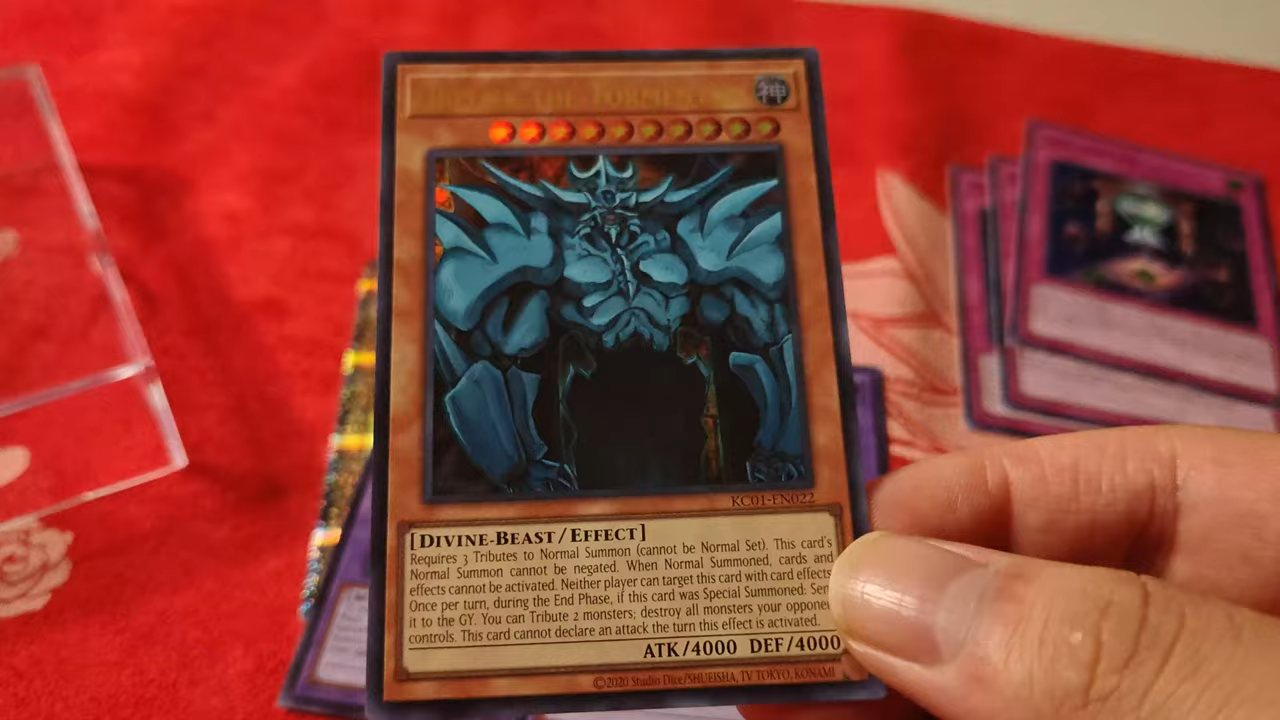 THE TORMENTOR
神
KC01-EN022
[DIVINE-BEAST/EFFECT]
Requires 3 Tributes to Normal Summon (cannot be Normal Set). This card's
Normal Summon cannot be negated. When Normal Summoned, cards and
effects cannot be activated. Neither player can target this card with card effects
Once per turn, during the End Phase, if this card was Special Summoned: Sen
it to the GY. You can Tribute 2 monsters; destroy all monsters your oppone
controls. This card cannot declare an attack the turn this effect is activated.
ATK/4000 DEF/4000
©2020 Studio Dice/SHUEISHA, TV TOKYO, KONAMI